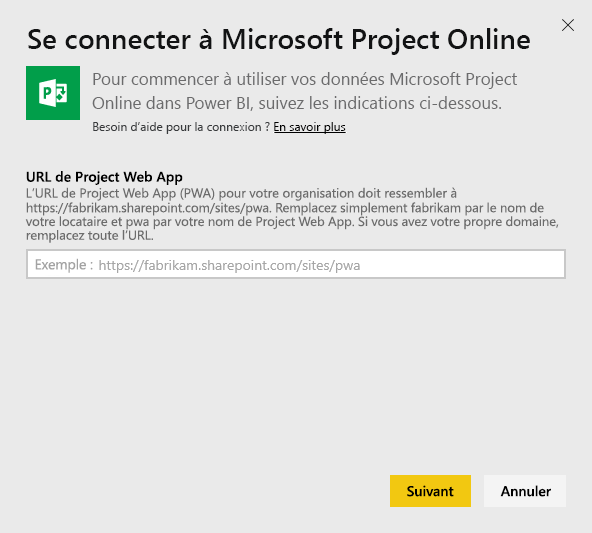 Se connecter à Microsoft Project Online
Pour commencer à utiliser vos données Microsoft Project
Online dans Power BI, suivez les indications ci-dessous.
Besoin d'aide pour la connexion ? En savoir plus
URL de Project Web App
L'URL de Project Web App (PWA) pour votre organisation doit ressembler à
https://fabrikam.sharepoint.com/sites/pwa. Remplacez simplement fabrikam par le nom de
votre locataire et pwa par votre nom de Project Web App. Si vous avez votre propre domaine,
remplacez toute l'URL.
Exemple : https://fabrikam.sharepoint.com/sites/pwa
Suivant
Annuler